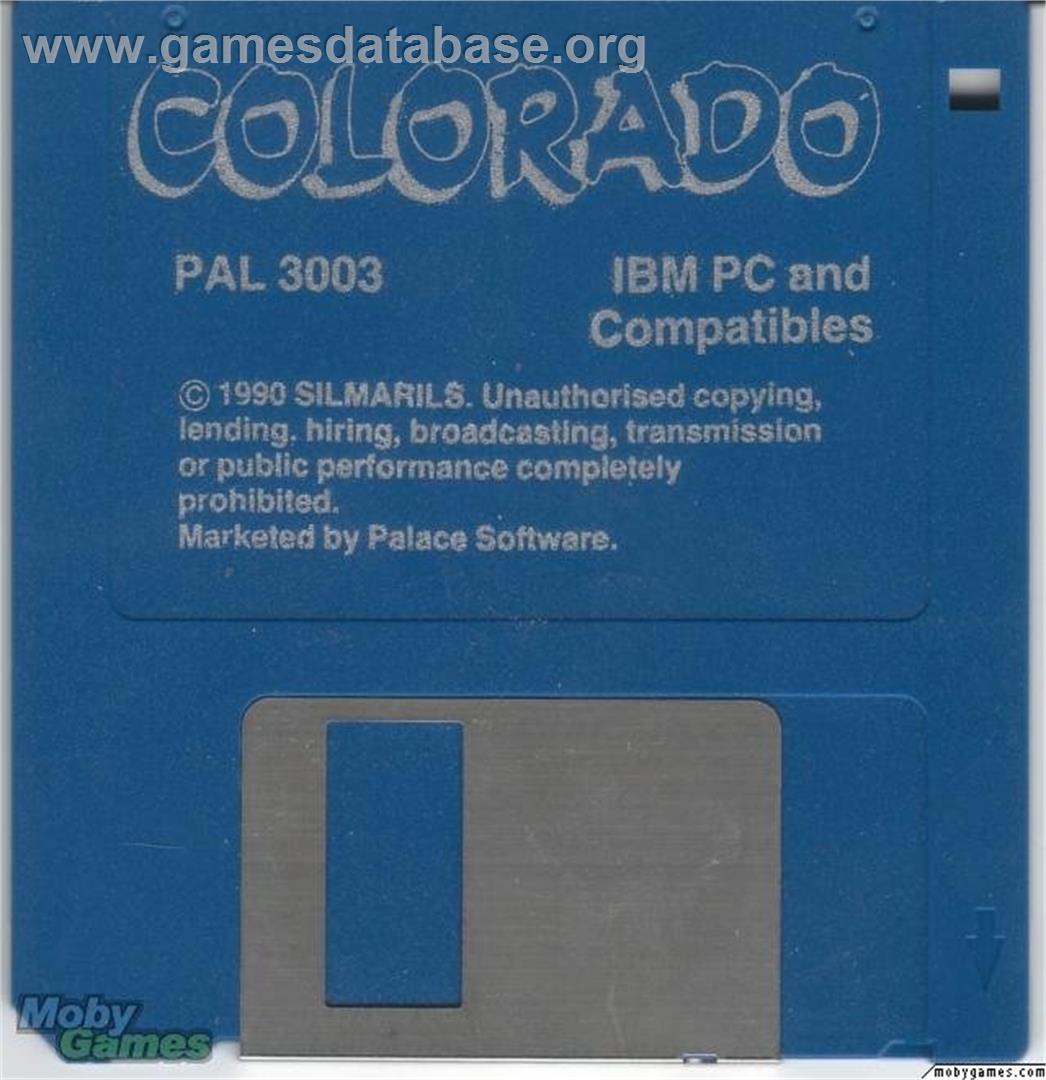 www.gamesdatabase.org
COLORADO
PAL 3003
IBM PC and
Compatibles
© 1990 SILMARILS. Unauthorised copying,
lending. hiring, broadcasting, transmission
or public performance completely
prohibited.
Marketed by Palace Software.
Moby
Games
mobygames.com